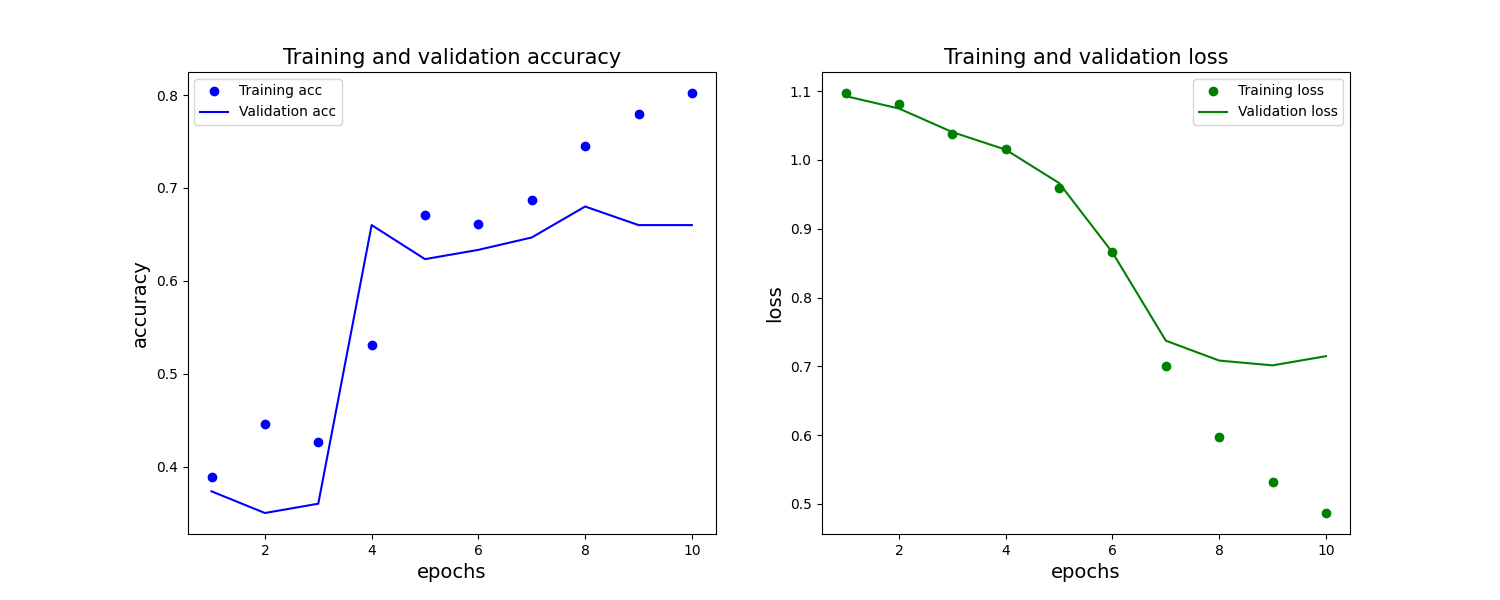 Training and validation accuracy
Training acc
Validation acc
accuracy
0.8
0.7
0.6
0.5
0.4
2 4 6 8 10
epochs
Training and validation loss
Training loss
Validation loss
loss
1.1
1.0
0.9
0.8
0.7
0.6
0.5
2 4 6 8 10
epochs